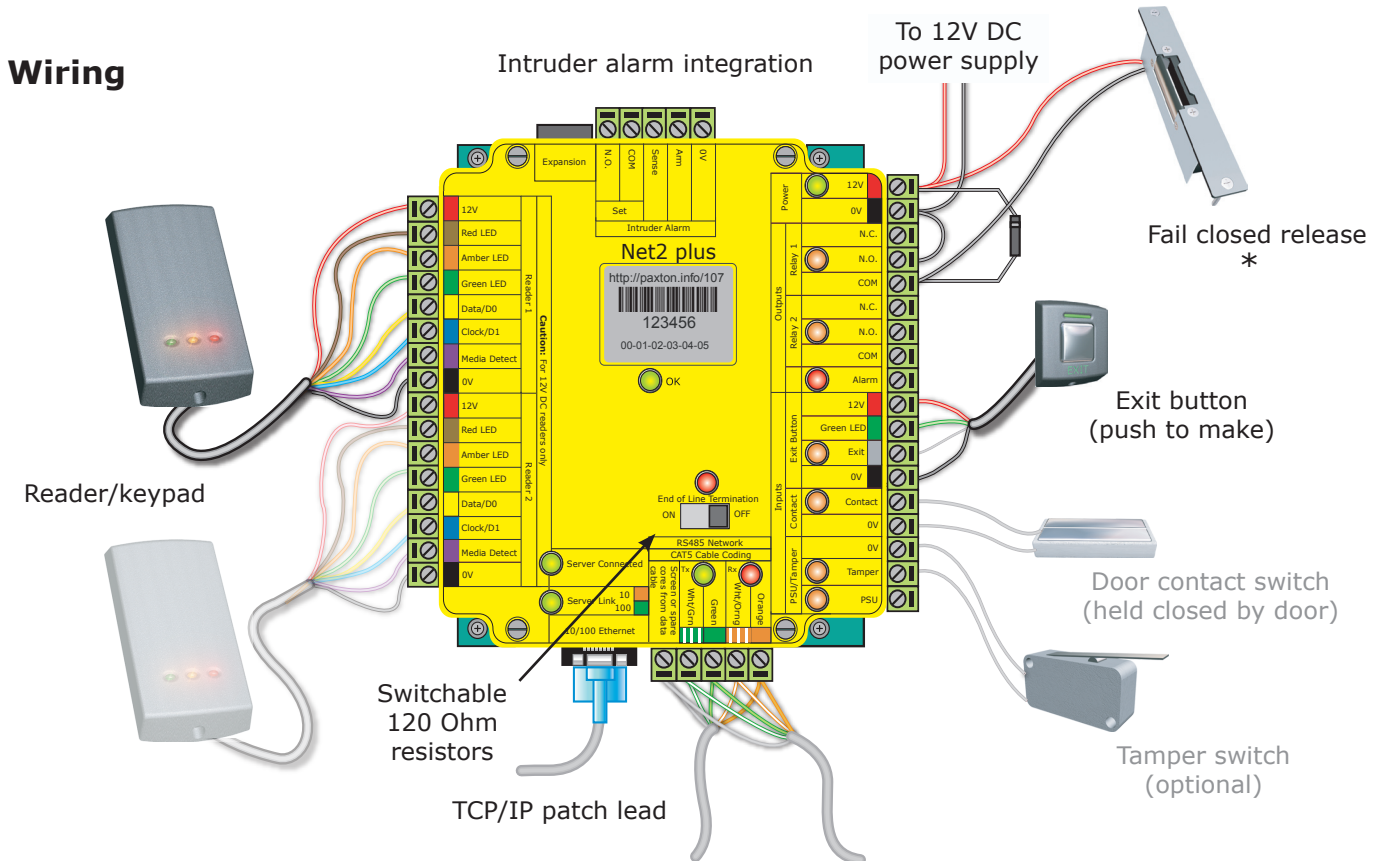 Wiring
Intruder alarm integration
To 12V DC
power supply
Expansion
N.O.
COM
Sense
Arm
0V
Set
Intruder Alarm
Net2 plus
http://paxton.info/107
123456
00-01-02-03-04-05
OK
12V
Red LED
Amber LED
Green LED
Data/D0
Clock/D1
Media Detect
0V
Reader 1
12V
Red LED
Amber LED
Green LED
Data/D0
Clock/D1
Media Detect
0V
Reader 2
Caution: For 12V DC readers only
Power
12V
0V
Outputs
Relay 1
N.C.
N.O.
COM
Relay 2
N.C.
N.O.
COM
Alarm
Inputs
Exit Button
12V
Green LED
Exit
0V
Contact
Contact
0V
PSU/Tamper
0V
Tamper
PSU
End of Line Termination
ON
OFF
RS485 Network
CAT5 Cable Coding
Screen or spare
cores from data
cable
Tx
Wht/Grn
Green
Rx
Wht/Orng
Orange
Server Connected
Server Link
10
100
10/100 Ethernet
Reader/keypad
Fail closed release
*
EXIT
Exit button
(push to make)
Door contact switch
(held closed by door)
Tamper switch
(optional)
Switchable
120 Ohm
resistors
TCP/IP patch lead